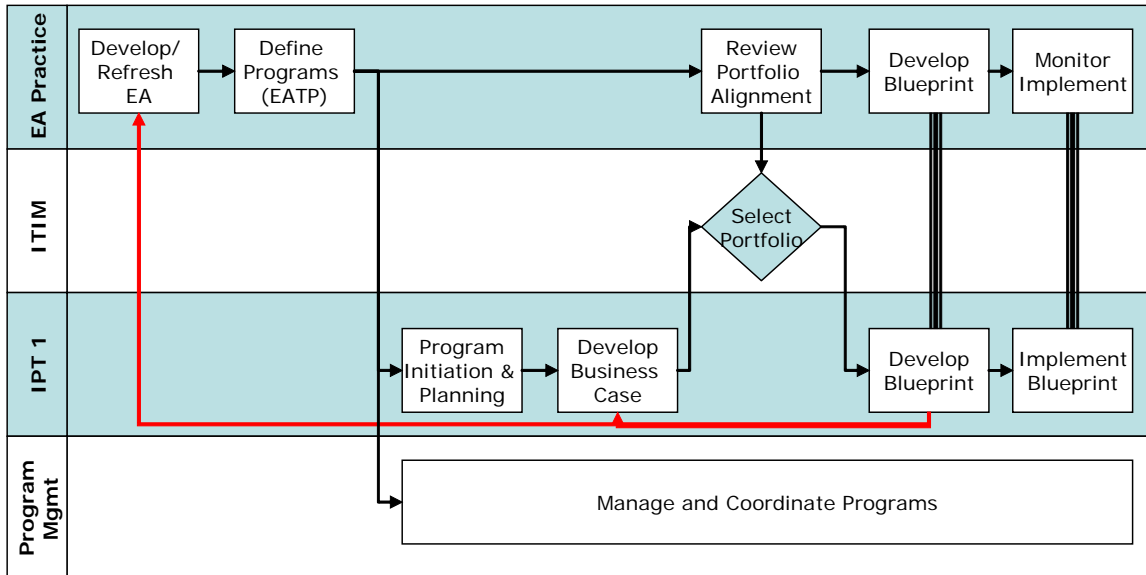 EA Practice
Develop/
Refresh
EA
Define
Programs
(EATP)
Review
Portfolio
Alignment
Develop
Blueprint
Monitor
Implement
ITIM
Select
Portfolio
IPT 1
Program
Initiation &
Planning
Develop
Business
Case
Develop
Blueprint
Implement
Blueprint
Program
Mgmt
Manage and Coordinate Programs